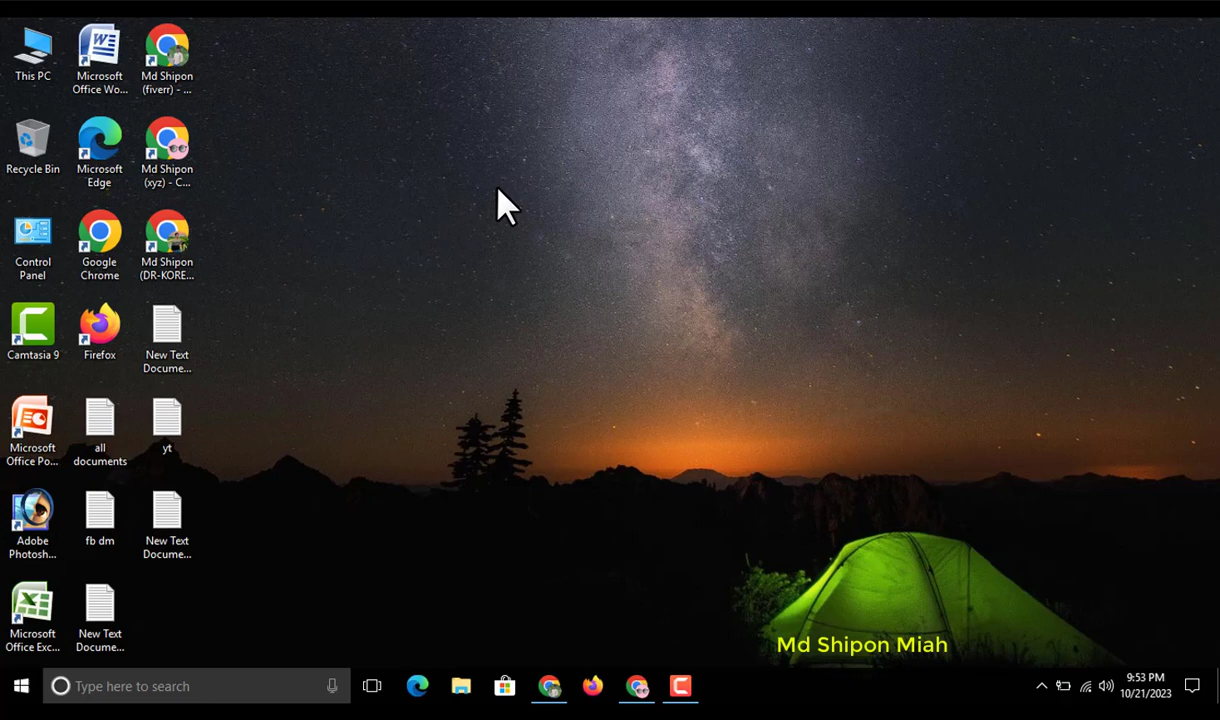 This PC
Microsoft
Office Wo...
Md Shipon
(fiverr) - ...
Recycle Bin
Microsoft
Edge
Md Shipon
(xyz) - C...
Control
Panel
Google
Chrome
Md Shipon
(DR-KORE...
Camtasia 9
Firefox
New Text
Docume...
Microsoft
Office Po...
all
documents
yt
Adobe
Photosh...
fb dm
New Text
Docume...
Microsoft
Office Exc...
New Text
Docume...
Md Shipon Miah
Type here to search
9:53 PM
10/21/2023